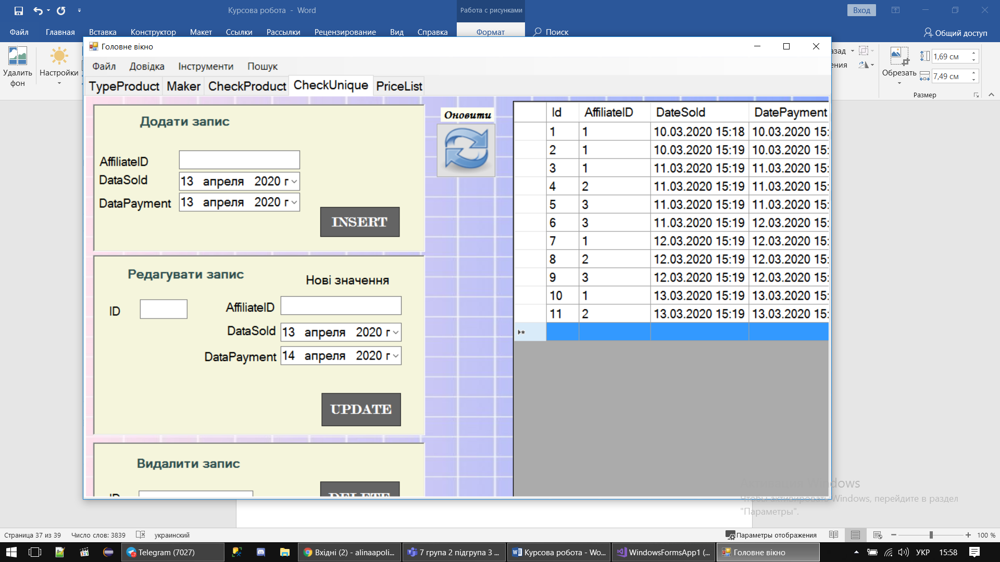 Курсова робота - Word
Работа с рисунками
Вход
Файл
Главная
Вставка
Конструктор
Макет
Ссылки
Рассылки
Рецензирование
Вид
Справка
Формат
Поиск
Общий доступ
Удалить фон
Настройки
Обрезать
1,69 см
7,49 см
Размер
Головне вікно
Файл Довідка Інструменти Пошук
TypeProduct Maker CheckProduct CheckUnique PriceList
Додати запис
AffiliateID
DataSold 13 апреля 2020 г
DataPayment 13 апреля 2020 г
INSERT
Редагувати запис
Нові значення
ID
AffiliateID
DataSold 13 апреля 2020 г
DataPayment 14 апреля 2020 г
UPDATE
Видалити запис
ID
DELETE
Оновити
Id AffiliateID DateSold DatePayment
1 1 10.03.2020 15:18 10.03.2020 15:
2 1 10.03.2020 15:19 10.03.2020 15:
3 1 11.03.2020 15:19 11.03.2020 15:
4 2 11.03.2020 15:19 11.03.2020 15:
5 3 11.03.2020 15:19 11.03.2020 15:
6 3 11.03.2020 15:19 12.03.2020 15:
7 1 12.03.2020 15:19 12.03.2020 15:
8 2 12.03.2020 15:19 12.03.2020 15:
9 3 12.03.2020 15:19 12.03.2020 15:
10 1 13.03.2020 15:19 13.03.2020 15:
11 2 13.03.2020 15:19 13.03.2020 15:
Активация Windows
Чтобы активировать Windows, перейдите в раздел
"Параметры".
Страница 37 из 39 Число слов: 3839 украинский
Параметры отображения
100 %
Telegram (7027)
Вхідні (2) - alinaapoli...
7 група 2 підгрупа 3 ...
Курсова робота - Wo...
WindowsFormsApp1 (...
Головне вікно
УКР
15:58